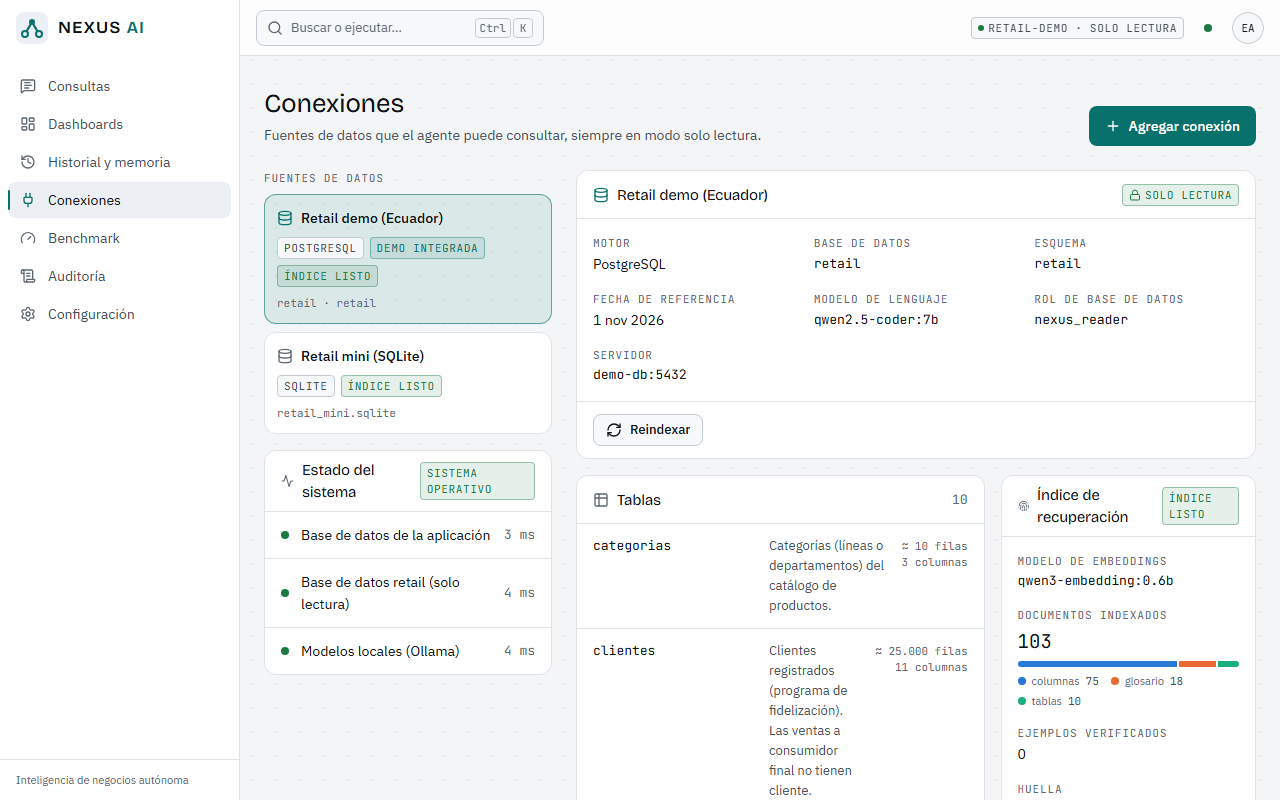 NEXUS AI
Buscar o ejecutar...
Ctrl K
RETAIL-DEMO · SOLO LECTURA
EA
Consultas
Dashboards
Historial y memoria
Conexiones
Benchmark
Auditoría
Configuración
Inteligencia de negocios autónoma
Conexiones
Fuentes de datos que el agente puede consultar, siempre en modo solo lectura.
Agregar conexión
FUENTES DE DATOS
Retail demo (Ecuador)
POSTGRESQL
DEMO INTEGRADA
ÍNDICE LISTO
retail · retail
Retail mini (SQLite)
SQLITE
ÍNDICE LISTO
retail_mini.sqlite
Estado del
sistema
SISTEMA
OPERATIVO
Base de datos de la aplicación 3 ms
Base de datos retail (solo
lectura)
4 ms
Modelos locales (Ollama) 4 ms
Retail demo (Ecuador)
SOLO LECTURA
MOTOR
PostgreSQL
BASE DE DATOS
retail
ESQUEMA
retail
FECHA DE REFERENCIA
1 nov 2026
MODELO DE LENGUAJE
qwen2.5-coder:7b
ROL DE BASE DE DATOS
nexus_reader
SERVIDOR
demo-db:5432
Reindexar
Tablas 10
categorias
Categorías (líneas o
departamentos) del
catálogo de
productos.
≈ 10 filas
3 columnas
clientes
Clientes
registrados
(programa de
fidelización).
Las ventas a
consumidor
final no tienen
cliente.
≈ 25.000 filas
11 columnas
Índice de
recuperación
ÍNDICE
LISTO
MODELO DE EMBEDDINGS
qwen3-embedding:0.6b
DOCUMENTOS INDEXADOS
103
columnas 75 glosario 18
tablas 10
EJEMPLOS VERIFICADOS
0
HUELLA